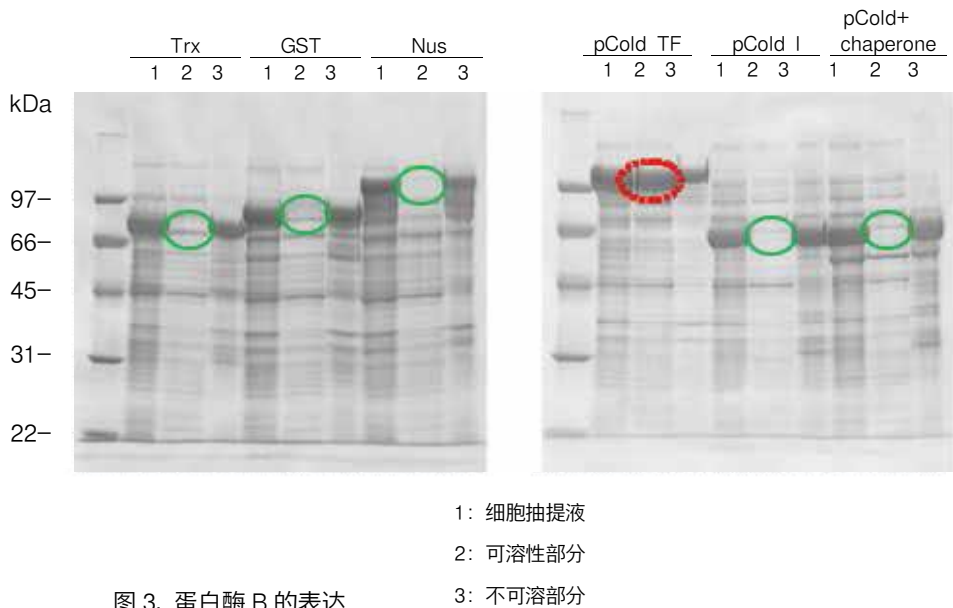 Trx GST Nus
1 2 3 1 2 3 1 2 3
kDa
97-
66-
45-
31-
22-
pCold TF pCold I pCold+ chaperone
1 2 3 1 2 3 1 2 3
1: 细胞抽提液
2: 可溶性部分
3: 不可溶部分
图 3. 蛋白酶 B 的表达